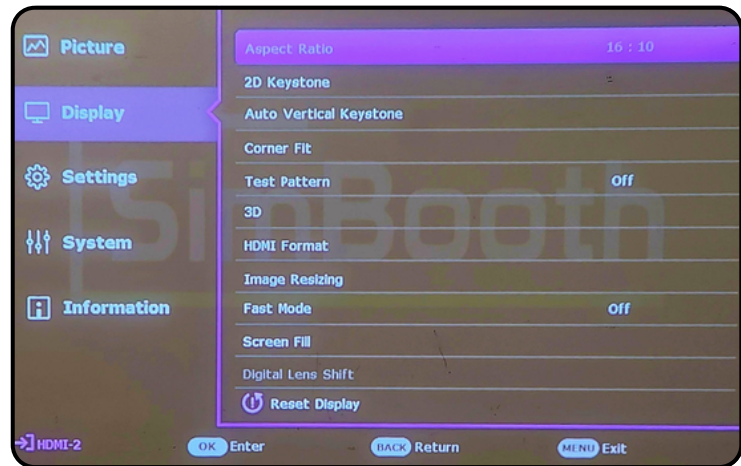 Picture
Display
Settings
System
Information
Aspect Ratio 16 : 10
2D Keystone
Auto Vertical Keystone
Corner Fit
Test Pattern Off
3D
HDMI Format
Image Resizing
Fast Mode Off
Screen Fill
Digital Lens Shift
Reset Display
SimBooth
HDMI-2 OK Enter BACK Return MENU Exit